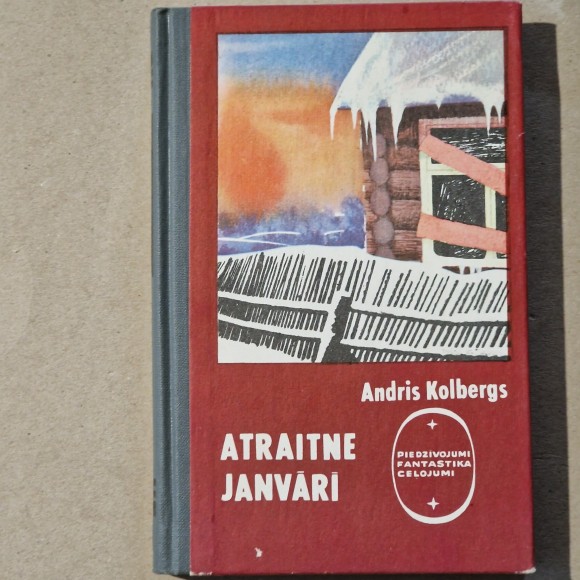 Andris Kolbergs
ATRAITNE
JANVĀRĪ
PIEDZĪVOJUMI
FANTASTIKA
CEĻOJUMI